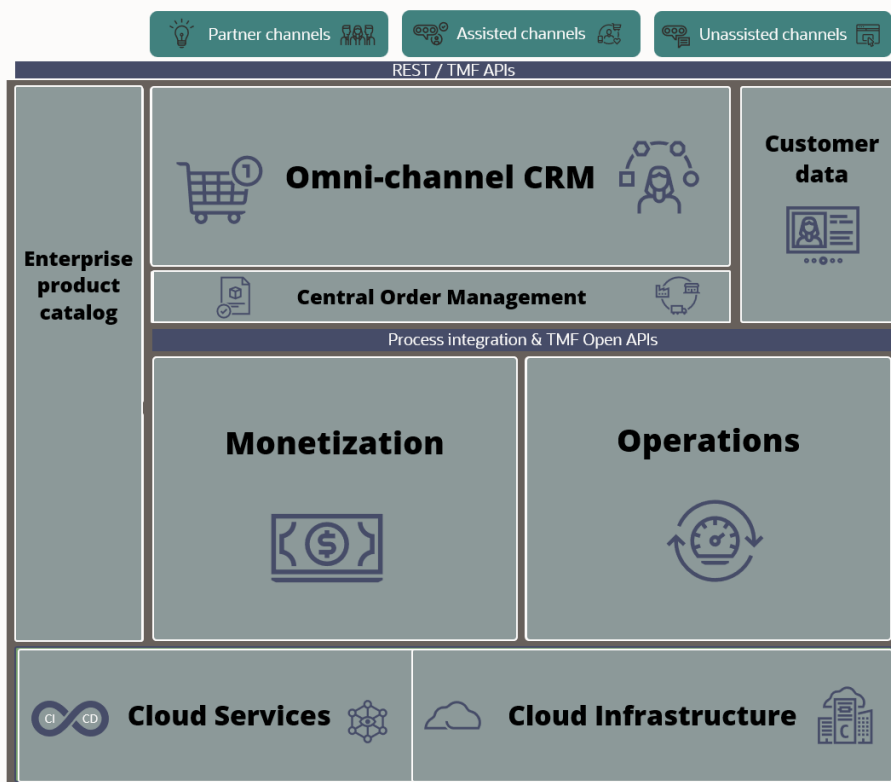 Partner channels
Assisted channels
Unassisted channels
REST / TMF APIs
Enterprise
product
catalog
Omni-channel CRM
1
Customer
data
Central Order Management
Process integration & TMF Open APIs
Monetization
$
Operations
CI
CD
Cloud Services
Cloud Infrastructure
C